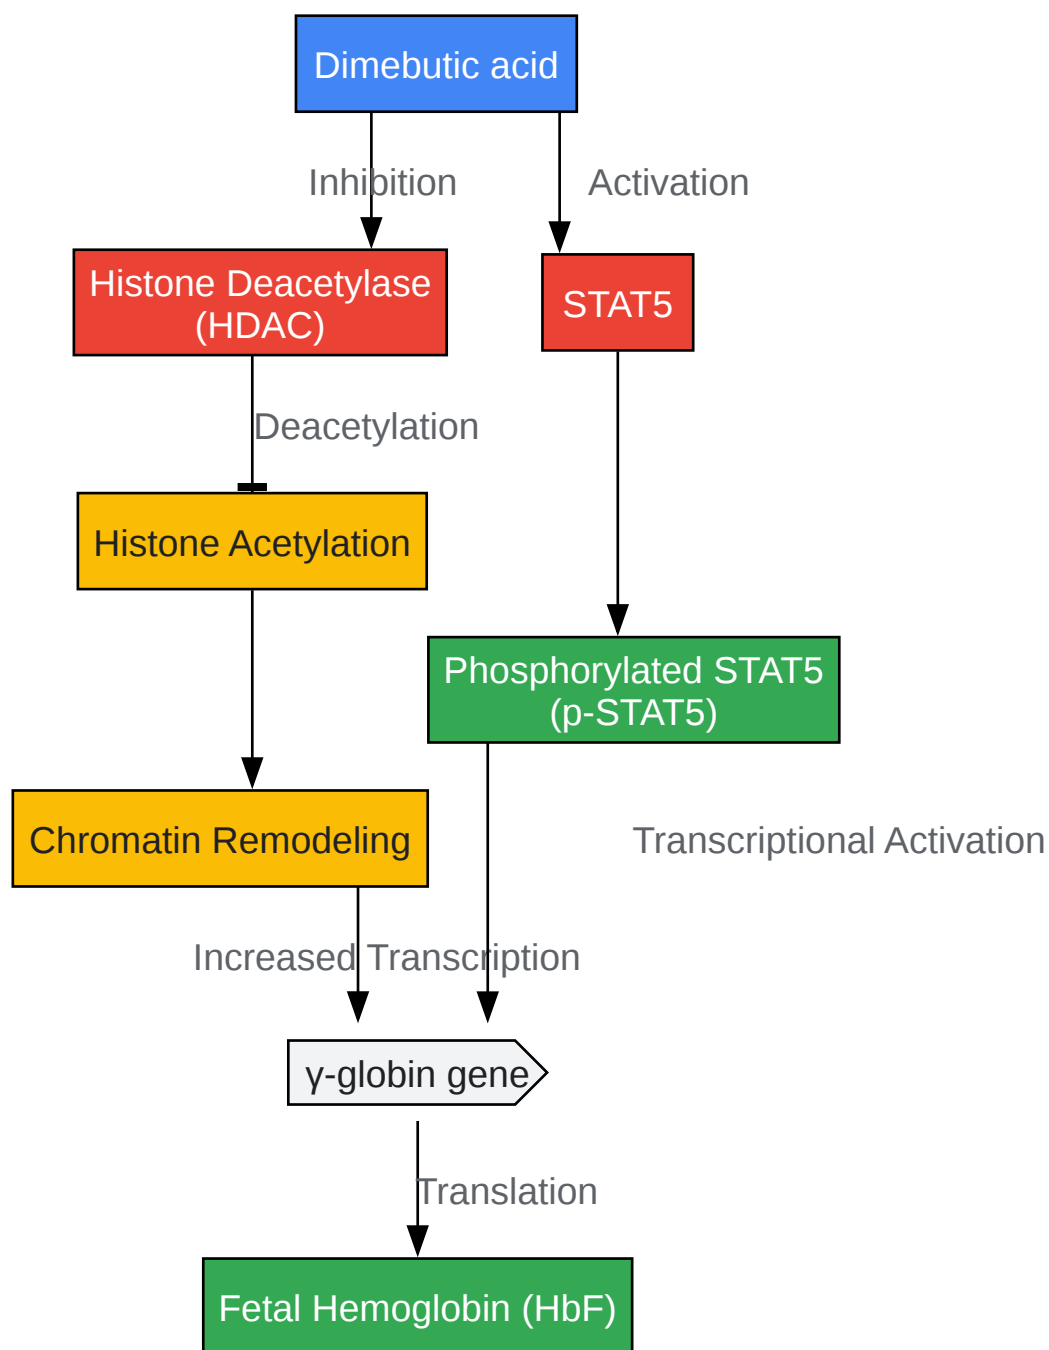 Dimebutic acid
Inhibition
Activation
Histone Deacetylase
(HDAC)
STAT5
Deacetylation
Histone Acetylation
Phosphorylated STAT5
(p-STAT5)
Chromatin Remodeling
Transcriptional Activation
Increased Transcription
γ-globin gene
Translation
Fetal Hemoglobin (HbF)